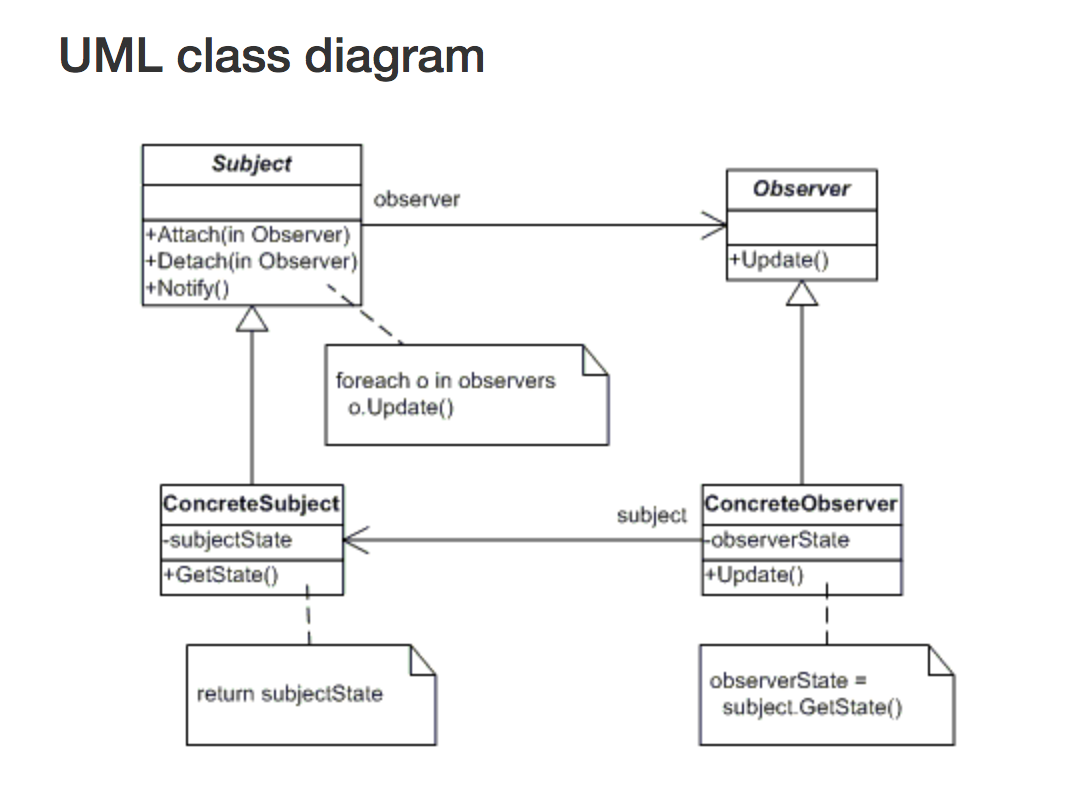 UML class diagram
Subject
+Attach(in Observer)
+Detach(in Observer)
+Notify()
observer
Observer
+Update()
foreach o in observers
o.Update()
ConcreteSubject
-subjectState
+GetState()
subject
ConcreteObserver
-observerState
+Update()
return subjectState
observerState =
subject.GetState()